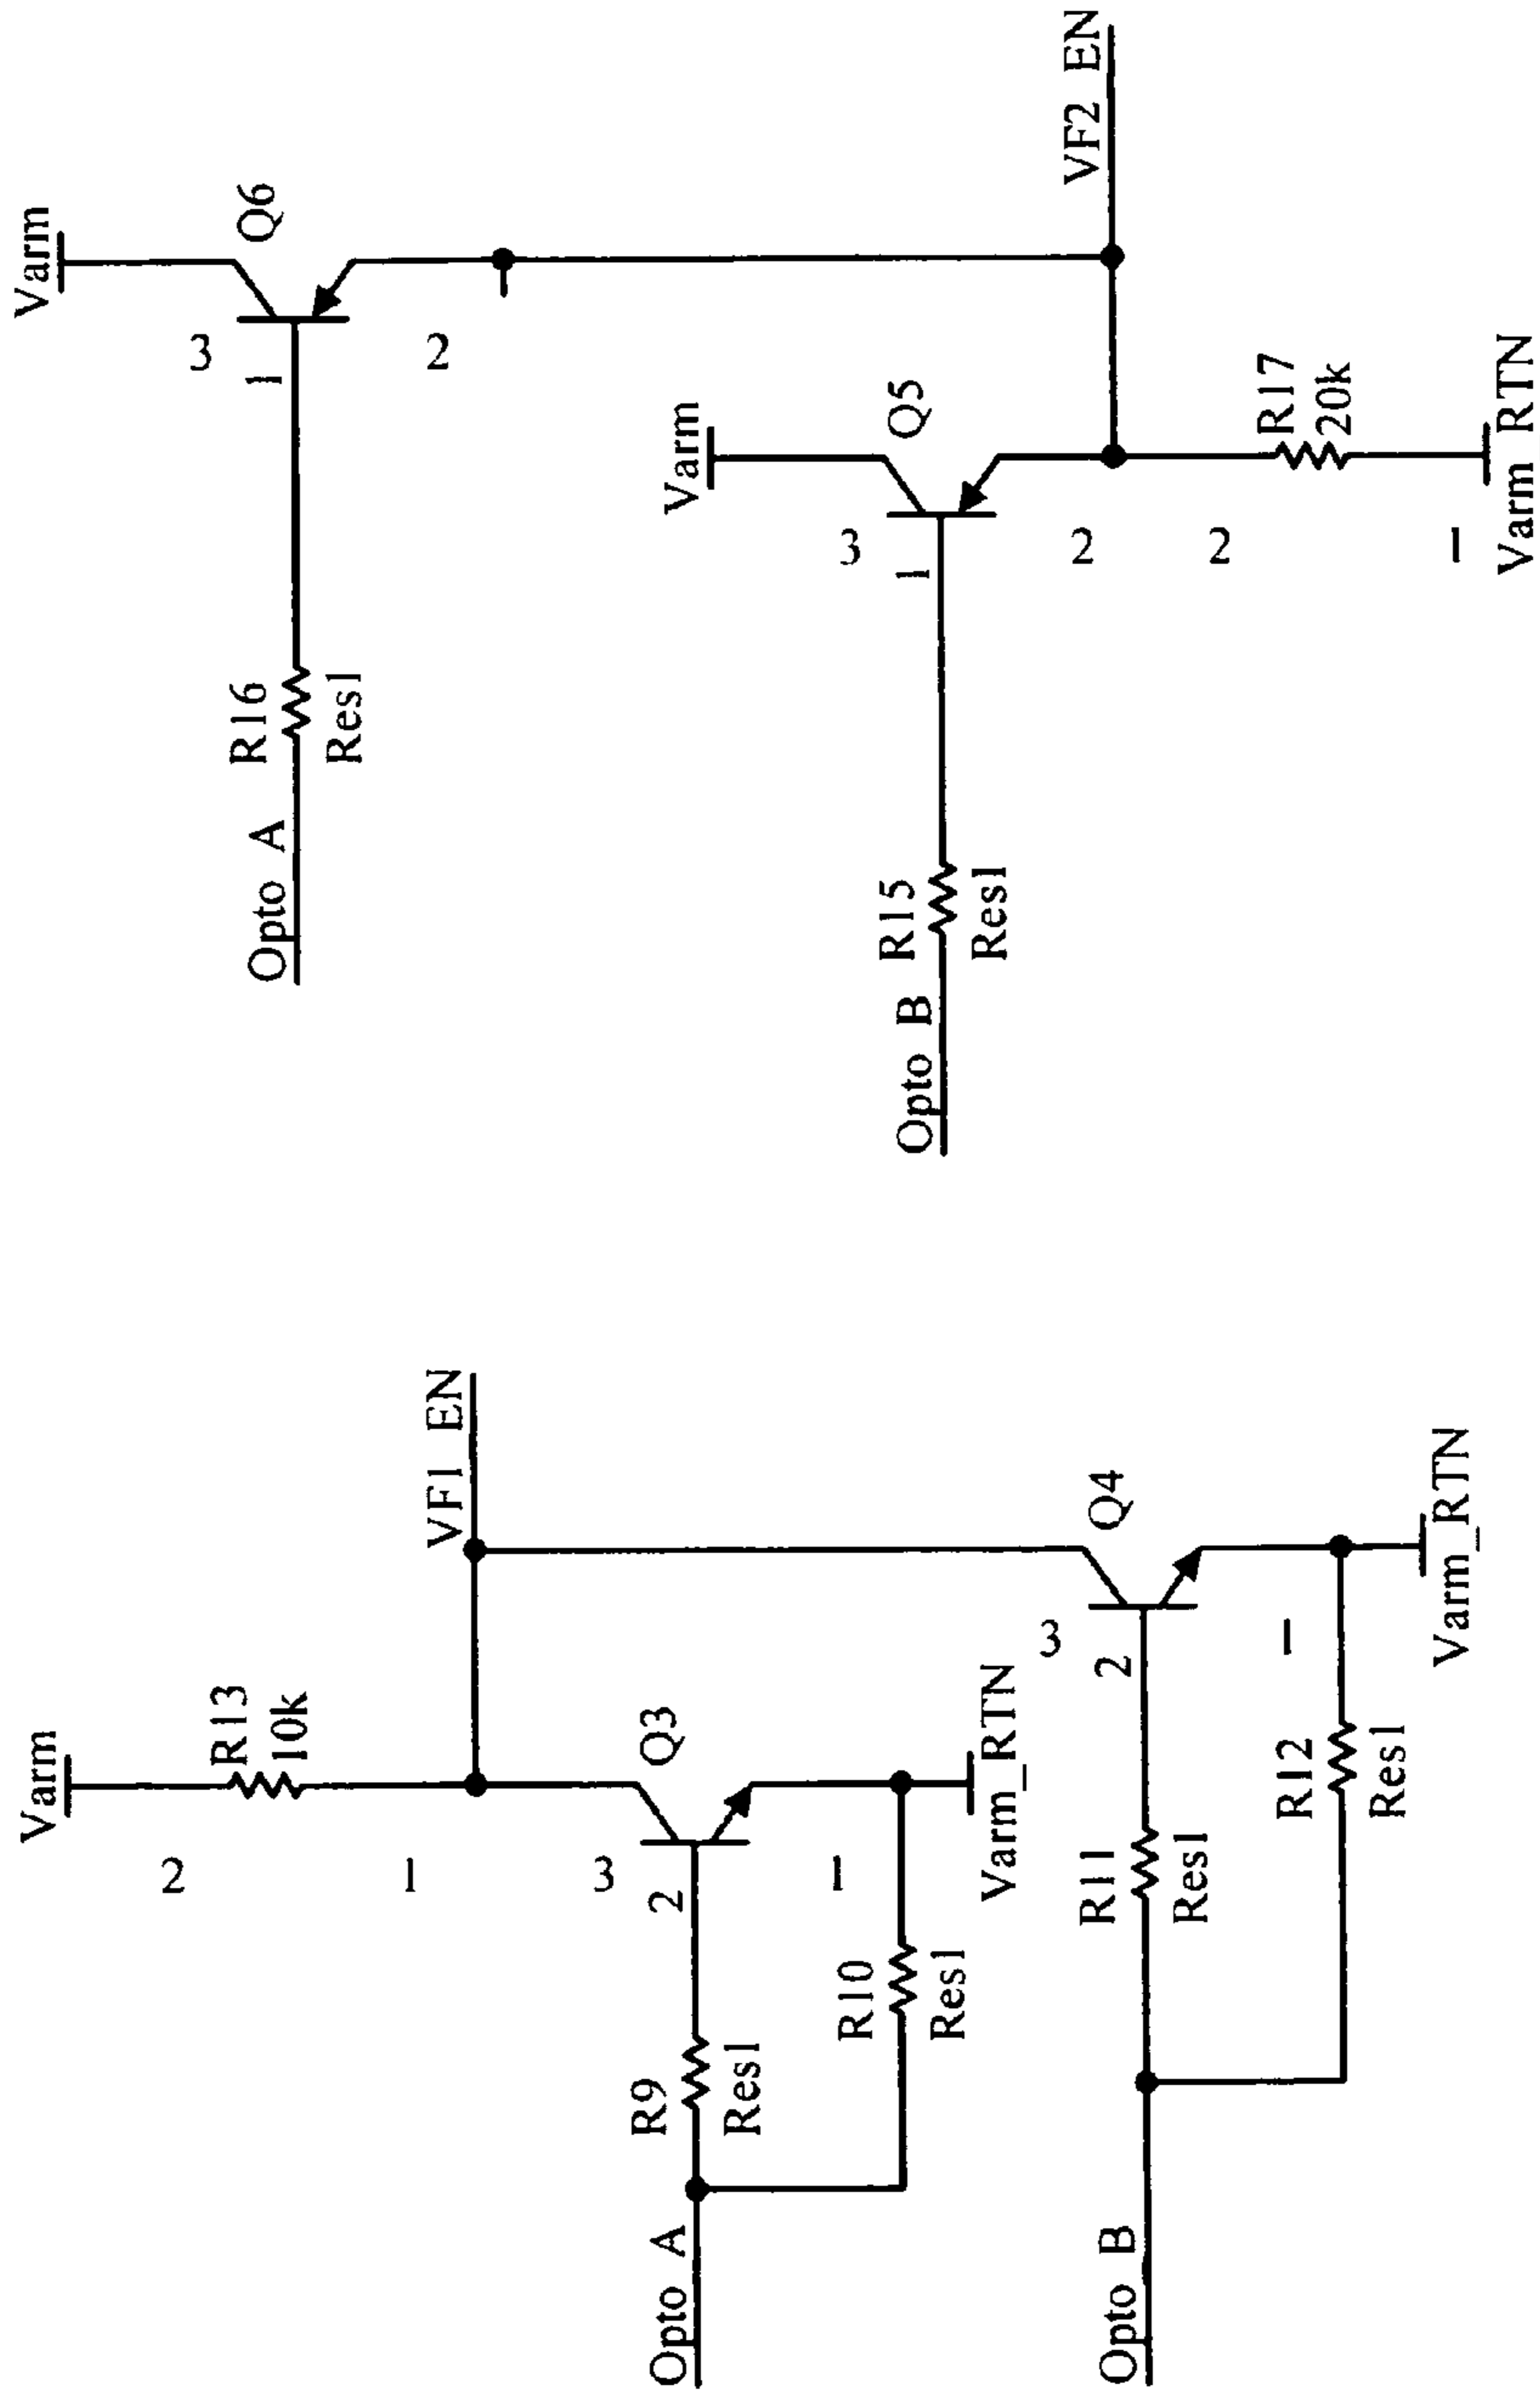 Varm
R13
10k
2
1
VF1_EN
Q3
3
2
1
R9
Res1
Opto_A
R10
Res1
Varm_RTN
Q4
3
2
1
R11
Res1
Opto_B
R12
Res1
Varm_RTN
Varm
Q6
3
1
2
R16
Res1
Opto_A
VF2_EN
Varm
Q5
3
1
2
R15
Res1
Opto_B
R17
20k
2
1
Varm_RTN